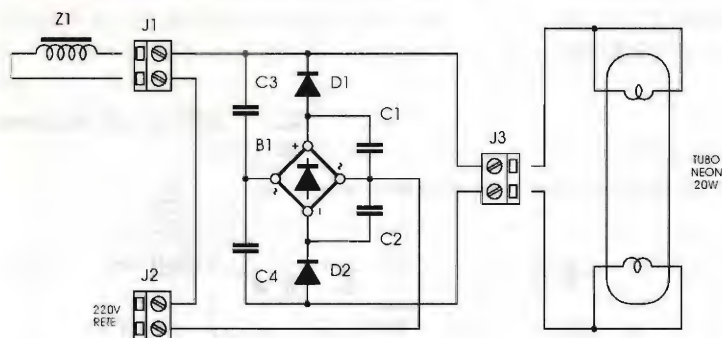 Z1
J1
C3
D1
C1
B1
+
~
~
-
J3
C2
C4
D2
J2
220V
RETE
TUBO
NEON
20W